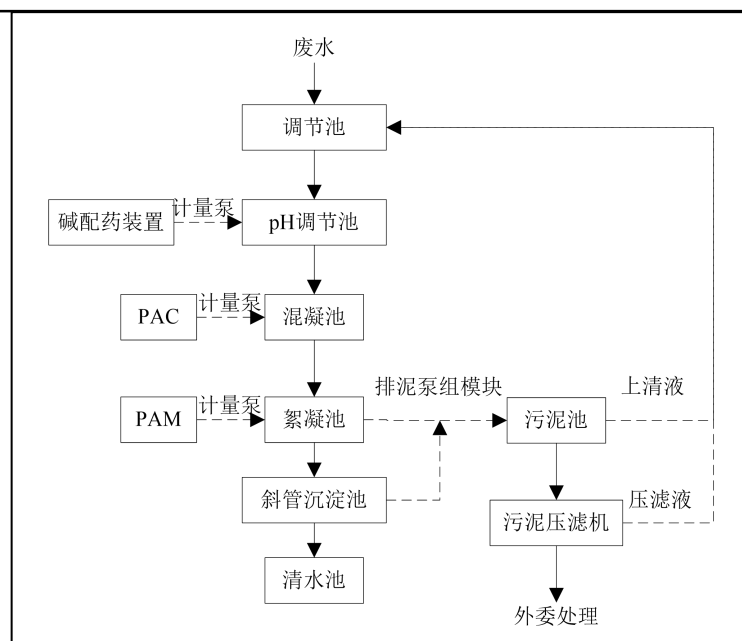 废水
调节池
碱配药装置
计量泵
pH调节池
PAC
计量泵
混凝池
PAM
计量泵
絮凝池
排泥泵组模块
污泥池
上清液
斜管沉淀池
污泥压滤机
压滤液
清水池
外委处理